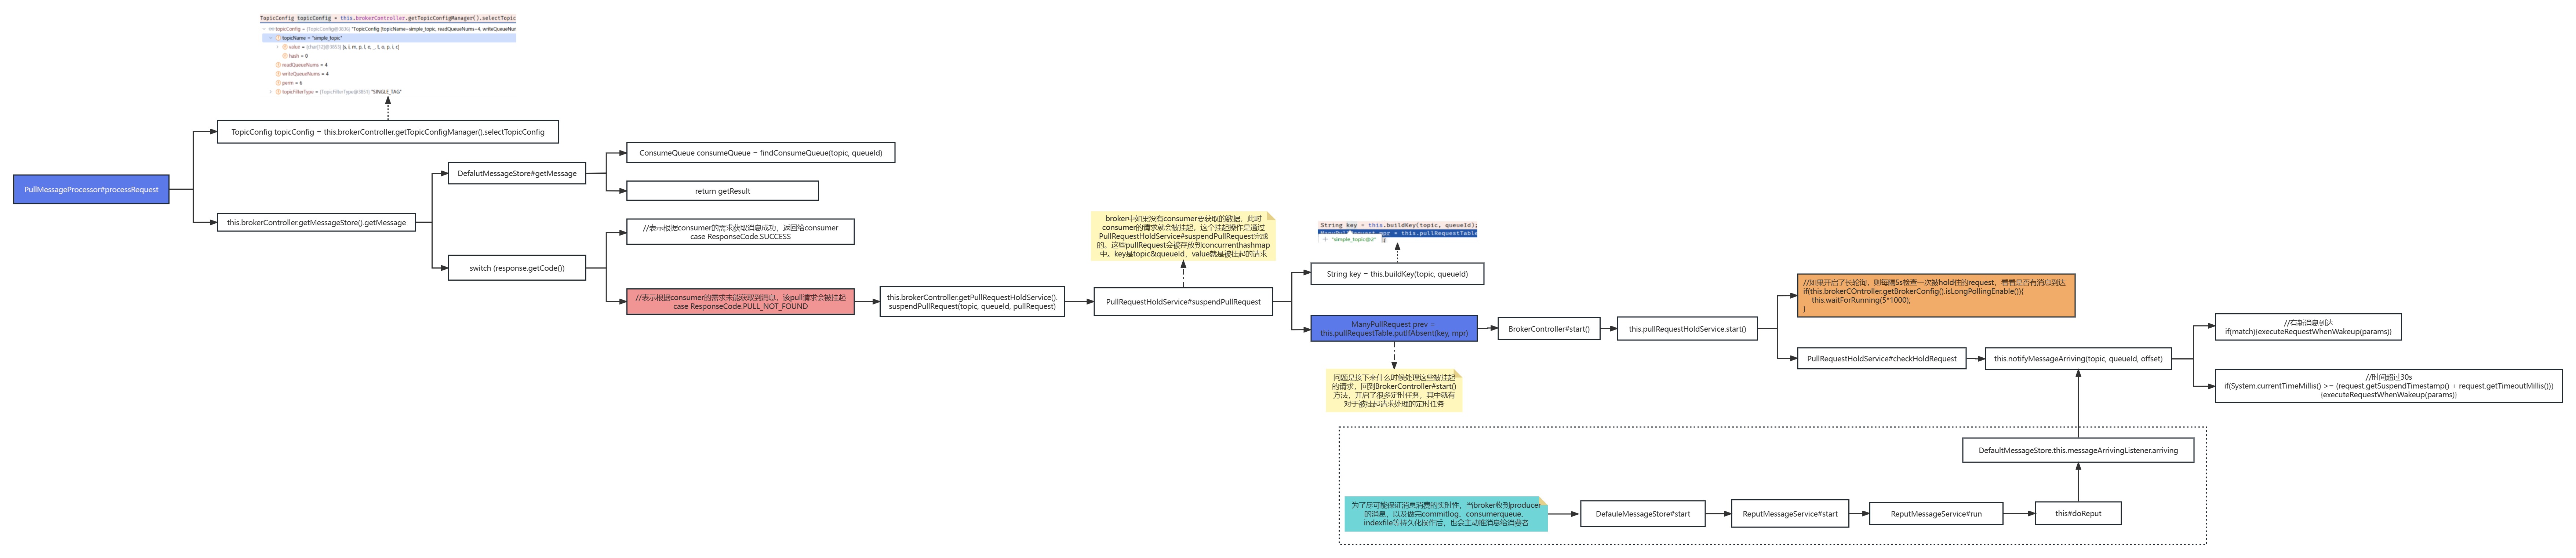 TopicConfig topicConfig = this.brokerController.getTopicConfigManager().selectTopic
topicConfig = "TopicConfig [topicName=simple_topic, readQueueNums=4, writeQueueNum
topicName = "simple_topic"
value = [s, i, m, p, l, e, _, t, o, p, i, c]
hash = 0
readQueueNums = 4
writeQueueNums = 4
perm = 6
topicFilterType = "SINGLE_TAG"
TopicConfig topicConfig = this.brokerController.getTopicConfigManager().selectTopicConfig
PullMessageProcessor#processRequest
this.brokerController.getMessageStore().getMessage
DefalutMessageStore#getMessage
ConsumeQueue consumeQueue = findConsumeQueue(topic, queueId)
return getResult
switch (response.getCode())
//表示根据consumer的需求获取消息成功，返回给consumer
case ResponseCode.SUCCESS
//表示根据consumer的需求未能获取到消息，该pull请求会被挂起
case ResponseCode.PULL_NOT_FOUND
this.brokerController.getPullRequestHoldService().
suspendPullRequest(topic, queueId, pullRequest)
broker中如果没有consumer要获取的数据，此时
consumer的请求就会被挂起，这个挂起操作是通过
PullRequestHoldService#suspendPullRequest完成
的。这些pullRequest会被存放到concurrenthashmap
中。key是topic&queueId，value就是被挂起的请求
PullRequestHoldService#suspendPullRequest
String key = this.buildKey(topic, queueId);
mpr = this.pullRequestTable
"simple_topic@2"
String key = this.buildKey(topic, queueId)
ManyPullRequest prev =
this.pullRequestTable.putIfAbsent(key, mpr)
问题是接下来什么时候处理这些被挂起
的请求，回到BrokerController#start()
方法，开启了很多定时任务，其中就有
对于被挂起请求处理的定时任务
BrokerController#start()
this.pullRequestHoldService.start()
//如果开启了长轮询，则每隔5s检查一次被hold住的request，看看是否有消息到达
if(this.brokerCOntroller.getBrokerConfig().isLongPollingEnable()){
this.waitForRunning(5*1000);
}
PullRequestHoldService#checkHoldRequest
this.notifyMessageArriving(topic, queueId, offset)
//有新消息到达
if(match){executeRequestWhenWakeup(params)}
//时间超过30s
if(System.currentTimeMillis() >= (request.getSuspendTimestamp() + request.getTimeoutMillis()))
{executeRequestWhenWakeup(params)}
DefaultMessageStore.this.messageArrivingListener.arriving
为了尽可能保证消息消费的实时性，当broker收到producer
的消息，以及做完commitlog、consumerqueue、
indexfile等持久化操作后，也会主动推消息给消费者
DefauleMessageStore#start
ReputMessageService#start
ReputMessageService#run
this#doReput